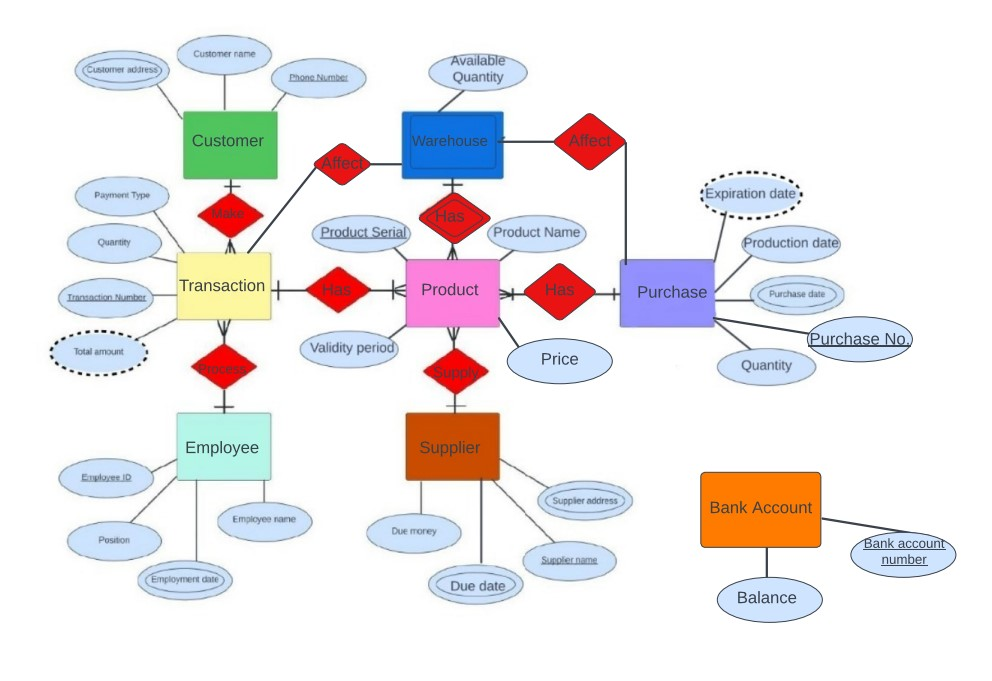 Customer name
Customer address
Phone Number
Available
Quantity
Customer
Warehouse
Affect
Affect
Payment Type
Make
Expiration date
Quantity
Product Serial
Has
Product Name
Production date
Transaction
Has
Product
Has
Purchase
Transaction Number
Purchase date
Total amount
Validity period
Price
Purchase No.
Process
Supply
Quantity
Employee
Supplier
Employee ID
Supplier address
Bank Account
Position
Employee name
Due money
Supplier name
Bank account
number
Employment date
Due date
Balance